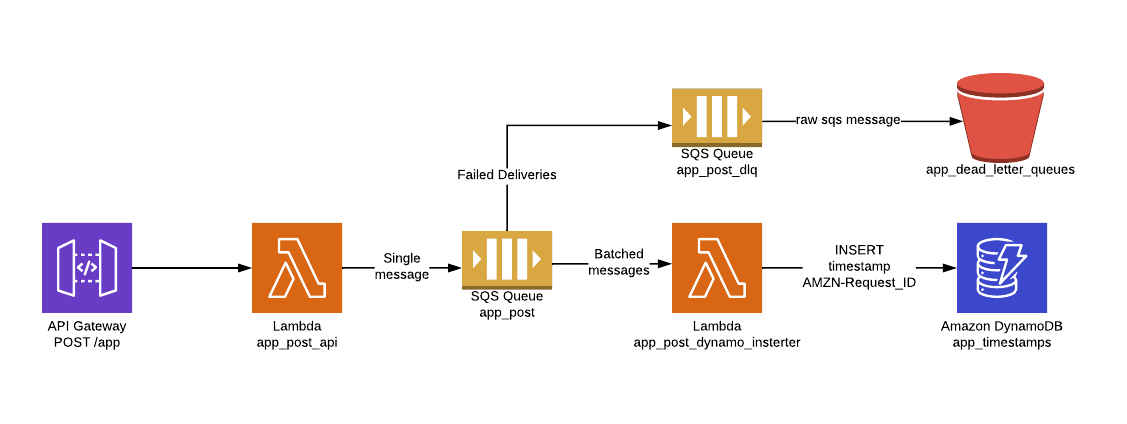 SQS Queue
app_post_dlq
raw sqs message
app_dead_letter_queues
Failed Deliveries
API Gateway
POST /app
Lambda
app_post_api
Single
message
SQS Queue
app_post
Batched
messages
Lambda
app_post_dynamo_insterter
INSERT
timestamp
AMZN-Request_ID
Amazon DynamoDB
app_timestamps